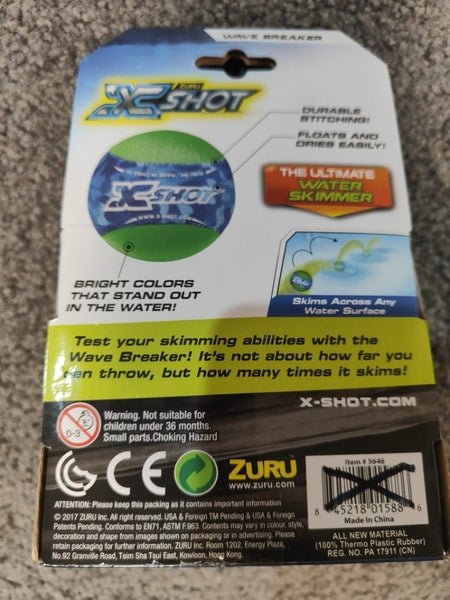 WAVE BREAKER
ZURU
X-SHOT
DURABLE
STITCHING!
FLOATS AND
DRIES EASILY!
X-SHOT
WWW.X-SHOT.COM
THE ULTIMATE
WATER
SKIMMER
BRIGHT COLORS
THAT STAND OUT
IN THE WATER!
Skims Across Any
Water Surface
Test your skimming abilities with the
Wave Breaker! It's not about how far you
can throw, but how many times it skims!
X-SHOT.COM
0-3
Warning. Not suitable for
children under 36 months.
Small parts.Choking Hazard
CE
ZURU
www.zuru.com
Item # 5646
8 45218 01588 6
Made in China
ATTENTION: Please keep this packing as it contains important information
© 2017 ZURU Inc. All right reserved. USA & Foreign TM Pending & USA & Foreign
Patents Pending. Conforms to EN71, ASTM F963. Contents may vary in colour, style,
decoration and shape from images shown on packaging or in advertising. Please
retain packaging for further information. ZURU Inc. Room 1202, Energy Plaza,
No.92 Granville Road, Tsim Sha Tsui East, Kowloon, Hong Kong.
ALL NEW MATERIAL
(100% Thermo Plastic Rubber)
REG. NO. PA 17911 (CN)